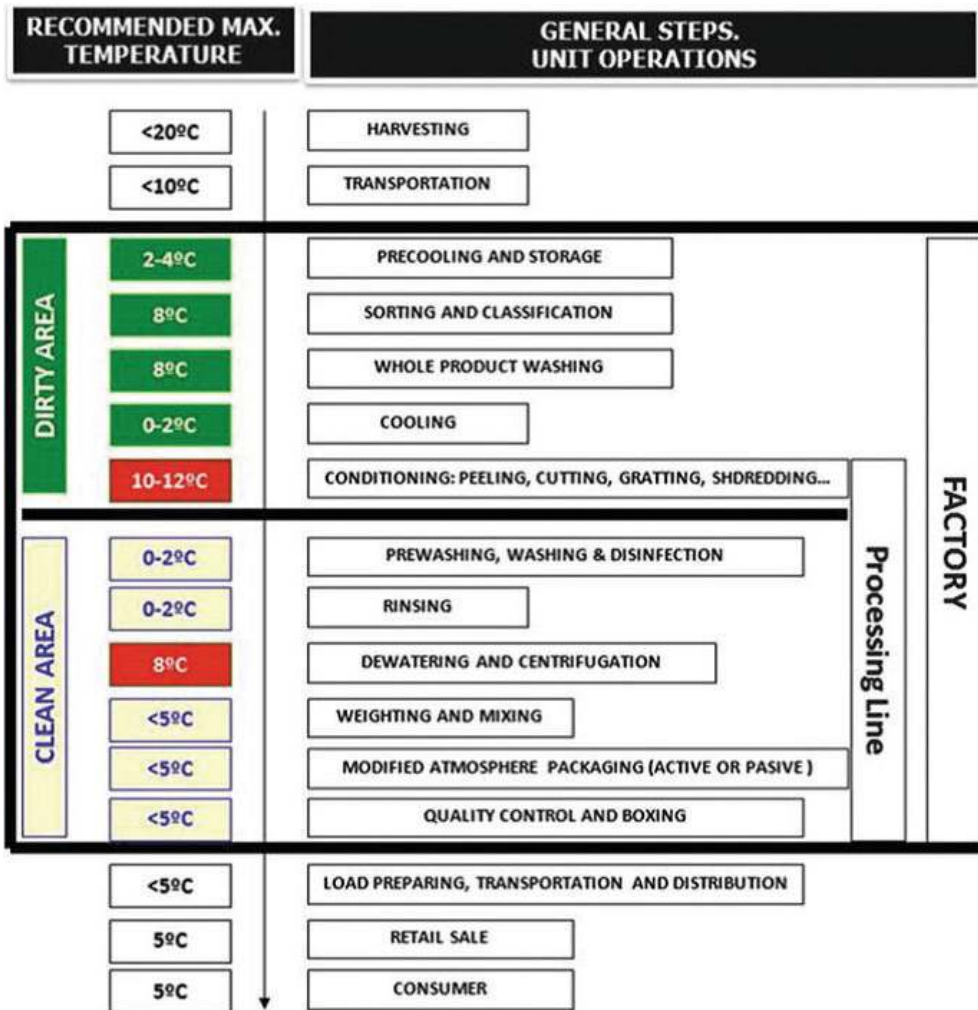 RECOMMENDED MAX.
TEMPERATURE
GENERAL STEPS.
UNIT OPERATIONS
<20ºC
HARVESTING
<10ºC
TRANSPORTATION
DIRTY AREA
2-4ºC
PRECOOLING AND STORAGE
8ºC
SORTING AND CLASSIFICATION
8ºC
WHOLE PRODUCT WASHING
0-2ºC
COOLING
10-12ºC
CONDITIONING: PEELING, CUTTING, GRATTING, SHDREDDING...
CLEAN AREA
0-2ºC
PREWASHING, WASHING & DISINFECTION
0-2ºC
RINSING
8ºC
DEWATERING AND CENTRIFUGATION
<5ºC
WEIGHTING AND MIXING
<5ºC
MODIFIED ATMOSPHERE PACKAGING (ACTIVE OR PASIVE )
<5ºC
QUALITY CONTROL AND BOXING
Processing Line
FACTORY
<5ºC
LOAD PREPARING, TRANSPORTATION AND DISTRIBUTION
5ºC
RETAIL SALE
5ºC
CONSUMER